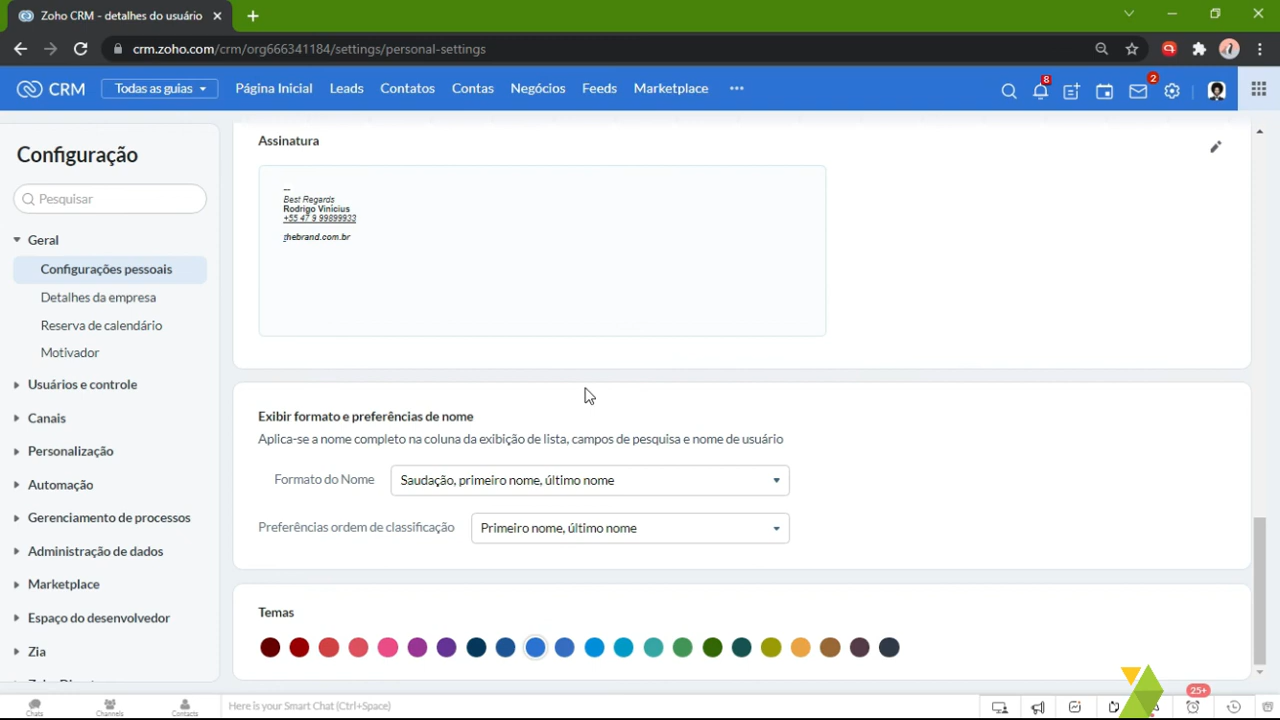 Zoho CRM - detalhes do usuário
crm.zoho.com/crm/org666341184/settings/personal-settings
CRM
Todas as guias
Página Inicial
Leads
Contatos
Contas
Negócios
Feeds
Marketplace
8
2
Configuração
Pesquisar
Geral
Configurações pessoais
Detalhes da empresa
Reserva de calendário
Motivador
Usuários e controle
Canais
Personalização
Automação
Gerenciamento de processos
Administração de dados
Marketplace
Espaço do desenvolvedor
Zia
Assinatura
--
Best Regards
Rodrigo Vinicius
+55 47 9 99899933
thebrand.com.br
Exibir formato e preferências de nome
Aplica-se a nome completo na coluna da exibição de lista, campos de pesquisa e nome de usuário
Formato do Nome
Saudação, primeiro nome, último nome
Preferências ordem de classificação
Primeiro nome, último nome
Temas
Chats
Channels
Contacts
Here is your Smart Chat (Ctrl+Space)
25+